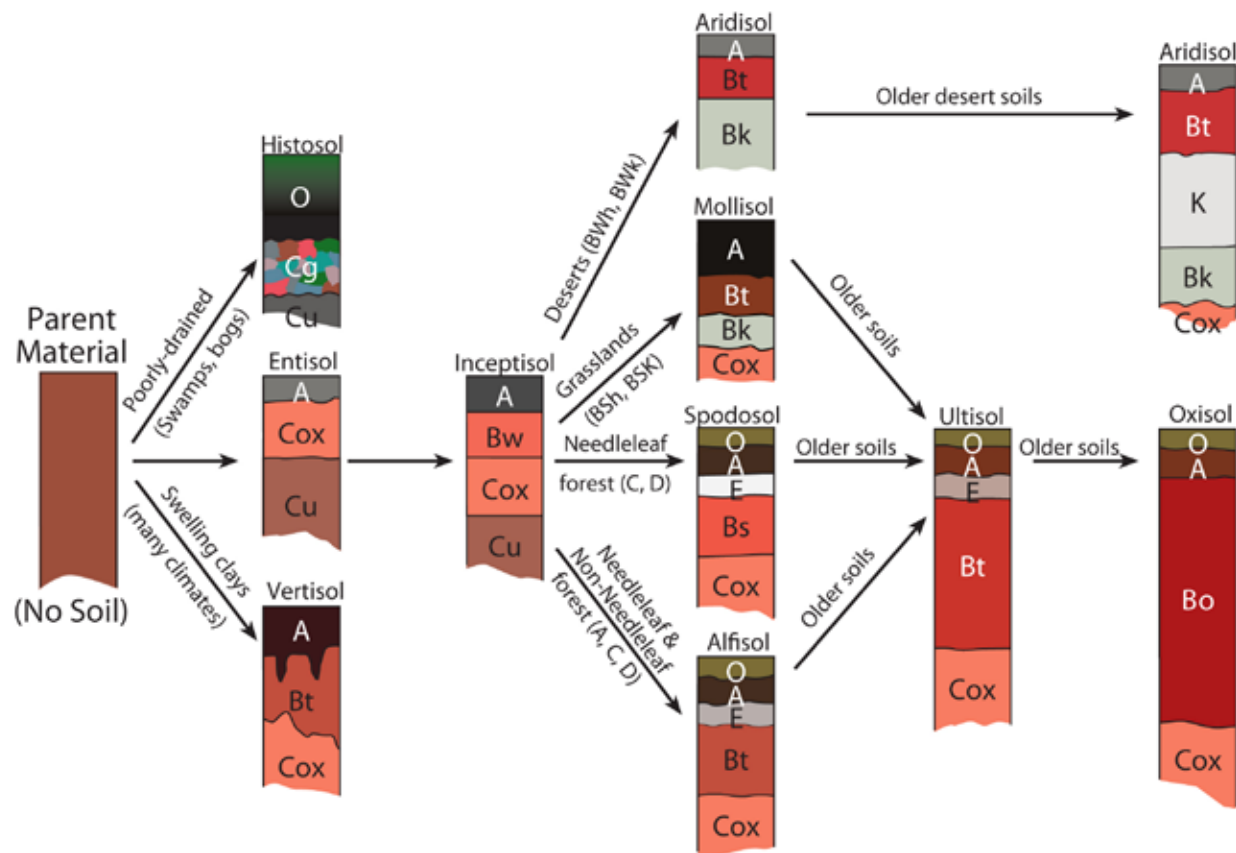 Parent
Material
(No Soil)
Poorly-drained
(Swamps, bogs)
Swelling clays
(many climates)
Histosol
O
Cg
Cu
Entisol
A
Cox
Cu
Vertisol
A
Bt
Cox
Inceptisol
A
Bw
Cox
Cu
Deserts (BWh, BWk)
Grasslands
(BSh, BSK)
Needleleaf
forest (C, D)
Needleleaf &
Non-Needleleaf
forest (A, C, D)
Aridisol
A
Bt
Bk
Mollisol
A
Bt
Bk
Cox
Spodosol
O
A
E
Bs
Cox
Alfisol
O
A
E
Bt
Cox
Older desert soils
Older soils
Older soils
Older soils
Ultisol
O
A
E
Bt
Cox
Older soils
Aridisol
A
Bt
K
Bk
Cox
Oxisol
O
A
Bo
Cox